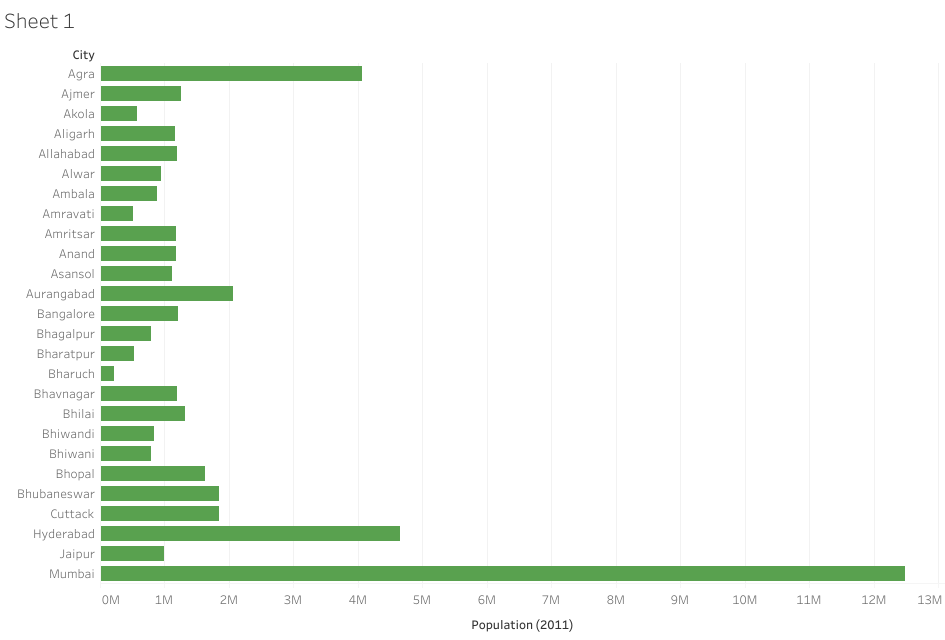 Sheet 1
City
Agra
Ajmer
Akola
Aligarh
Allahabad
Alwar
Ambala
Amravati
Amritsar
Anand
Asansol
Aurangabad
Bangalore
Bhagalpur
Bharatpur
Bharuch
Bhavnagar
Bhilai
Bhiwandi
Bhiwani
Bhopal
Bhubaneswar
Cuttack
Hyderabad
Jaipur
Mumbai
0M 1M 2M 3M 4M 5M 6M 7M 8M 9M 10M 11M 12M 13M
Population (2011)